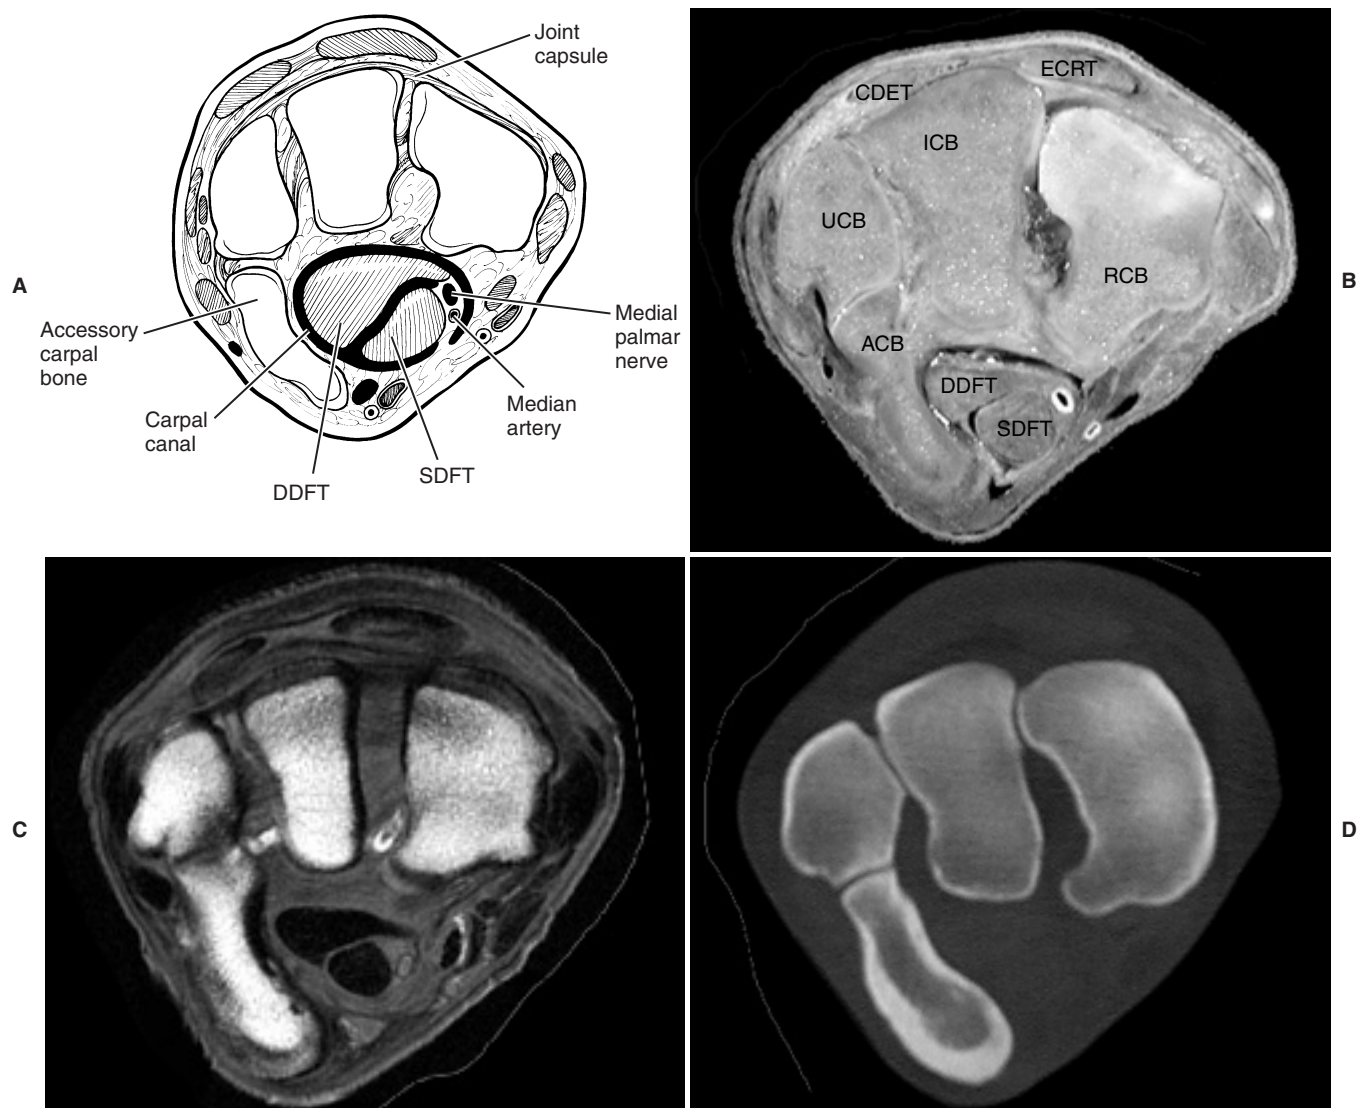 A
Joint
capsule
Accessory
carpal
bone
Carpal
canal
DDFT
SDFT
Median
artery
Medial
palmar
nerve
B
CDET
ECRT
ICB
UCB
RCB
ACB
DDFT
SDFT
C
D